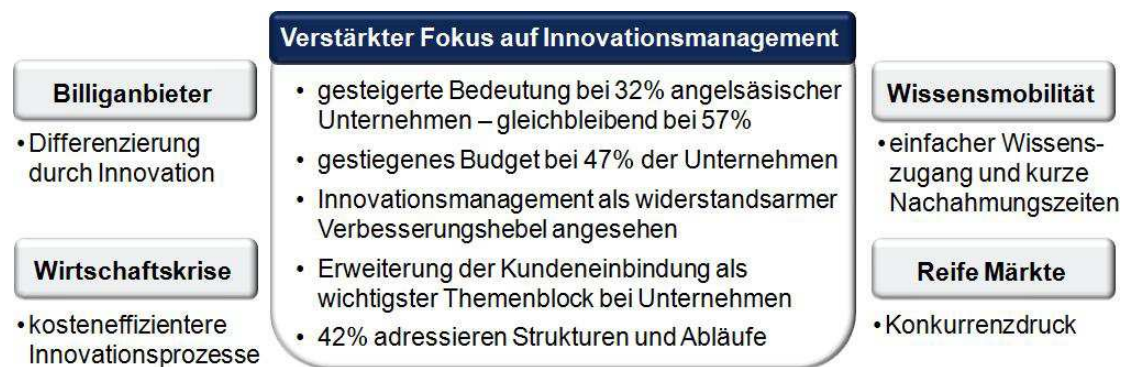 Verstärkter Fokus auf Innovationsmanagement
Billiganbieter
• Differenzierung
durch Innovation
Wirtschaftskrise
• kosteneffizientere
Innovationsprozesse
• gesteigerte Bedeutung bei 32% angelsäsischer
Unternehmen – gleichbleibend bei 57%
• gestiegenes Budget bei 47% der Unternehmen
• Innovationsmanagement als widerstandsarmer
Verbesserungshebel angesehen
• Erweiterung der Kundeneinbindung als
wichtigster Themenblock bei Unternehmen
• 42% adressieren Strukturen und Abläufe
Wissensmobilität
• einfacher Wissens-
zugang und kurze
Nachahmungszeiten
Reife Märkte
• Konkurrenzdruck